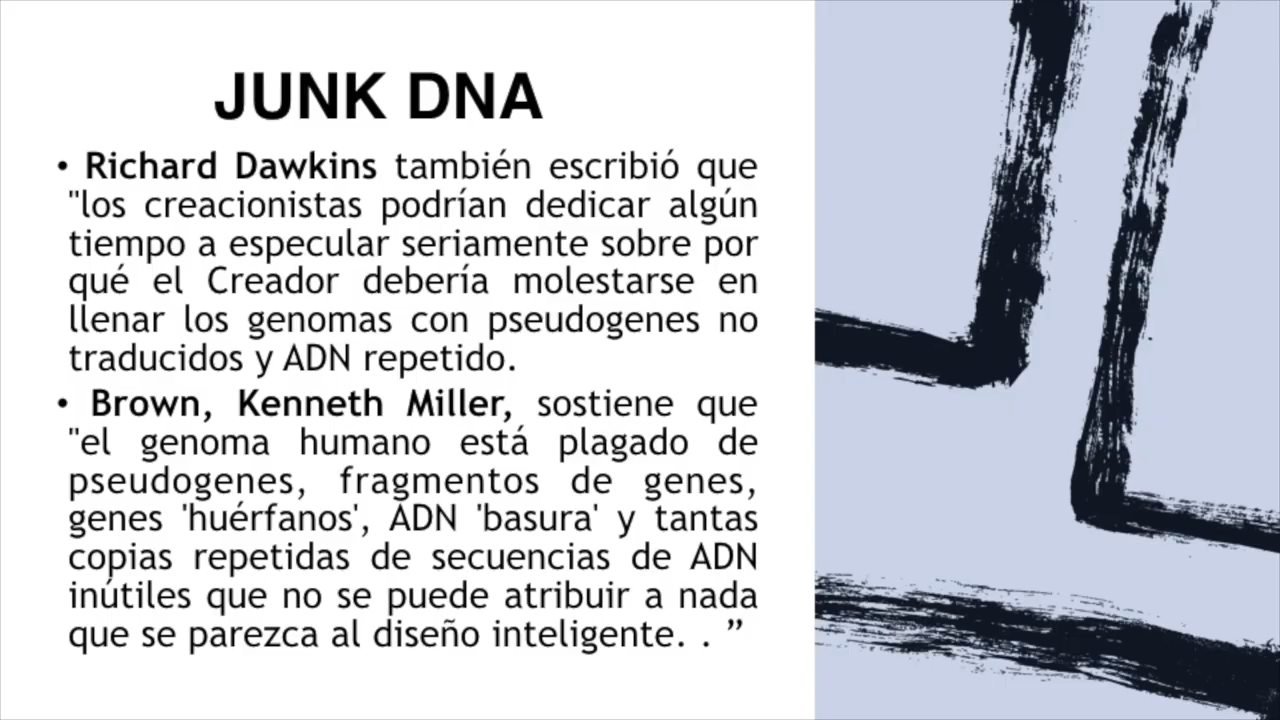 JUNK DNA
• Richard Dawkins también escribió que
"los creacionistas podrían dedicar algún
tiempo a especular seriamente sobre por
qué el Creador debería molestarse en
llenar los genomas con pseudogenes no
traducidos y ADN repetido.
• Brown, Kenneth Miller, sostiene que
"el genoma humano está plagado de
pseudogenes, fragmentos de genes,
genes 'huérfanos', ADN 'basura' y tantas
copias repetidas de secuencias de ADN
inútiles que no se puede atribuir a nada
que se parezca al diseño inteligente. . ”